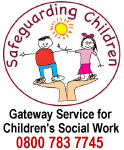 Safeguarding Children
Gateway Service for
Children's Social Work
0800 783 7745